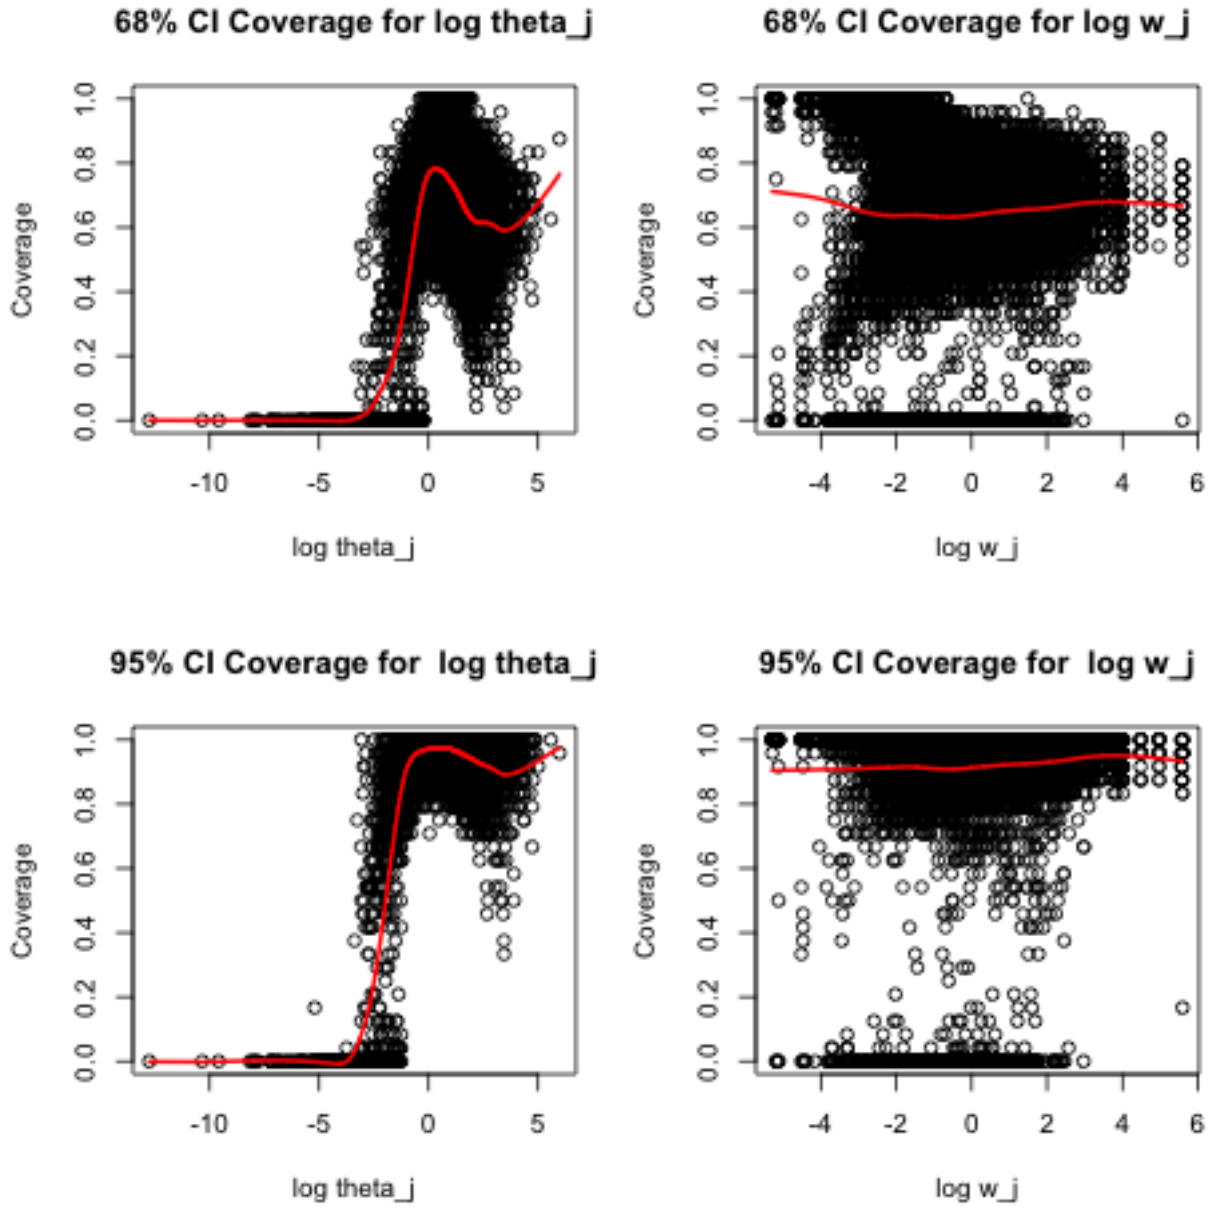 68% CI Coverage for log theta_j
Coverage
0.0 0.2 0.4 0.6 0.8 1.0
-10 -5 0 5
log theta_j
68% CI Coverage for log w_j
Coverage
0.0 0.2 0.4 0.6 0.8 1.0
-4 -2 0 2 4 6
log w_j
95% CI Coverage for log theta_j
Coverage
0.0 0.2 0.4 0.6 0.8 1.0
-10 -5 0 5
log theta_j
95% CI Coverage for log w_j
Coverage
0.0 0.2 0.4 0.6 0.8 1.0
-4 -2 0 2 4 6
log w_j